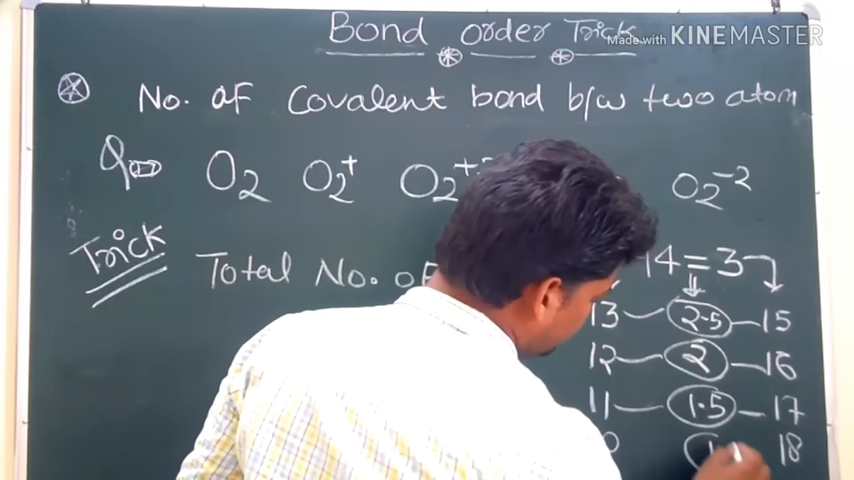 Bond order Trick
Made with KINEMASTER
No. of Covalent bond b/w two atom
Q O2 O2+ O2+ O2-2
Trick
Total No. of 14 = 3
13 2.5 15
12 2 16
11 1.5 17
18